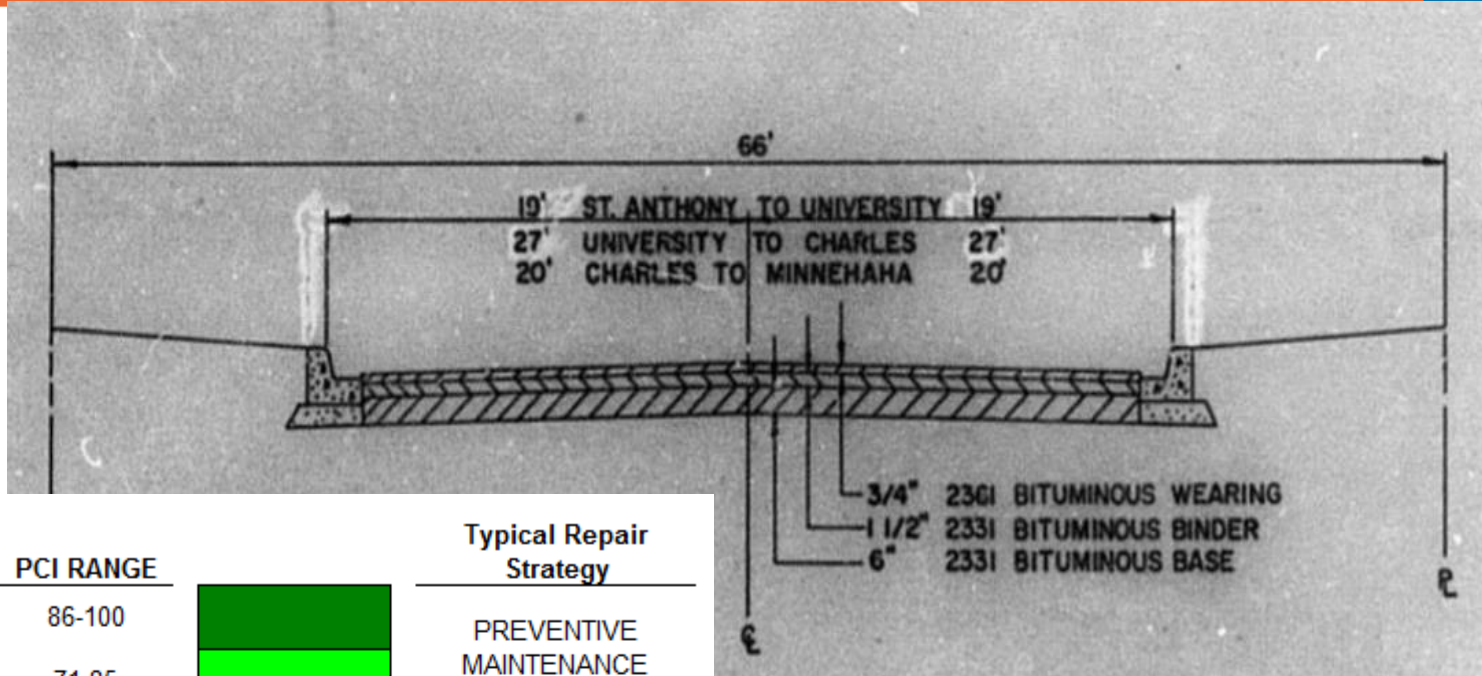 66'
19' ST. ANTHONY TO UNIVERSITY 19'
27' UNIVERSITY TO CHARLES 27'
20' CHARLES TO MINNEHAHA 20'
3/4" 2361 BITUMINOUS WEARING
1 1/2" 2331 BITUMINOUS BINDER
6" 2331 BITUMINOUS BASE
PL
CL
PCI RANGE
Typical Repair
Strategy
86-100
PREVENTIVE
MAINTENANCE